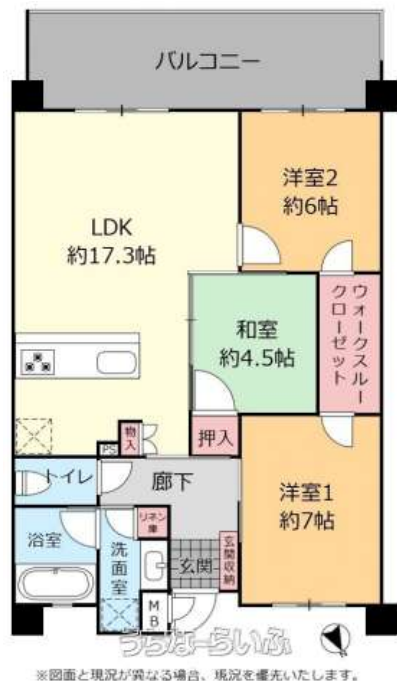 バルコニー
LDK
約17.3帖
洋室2
約6帖
和室
約4.5帖
ウォークスルー
クローゼット
PS
物入
押入
トイレ
廊下
洋室1
約7帖
浴室
洗面室
リネン庫
玄関
玄関収納
MB
うちなーらいふ
※図面と現況が異なる場合、現況を優先いたします。